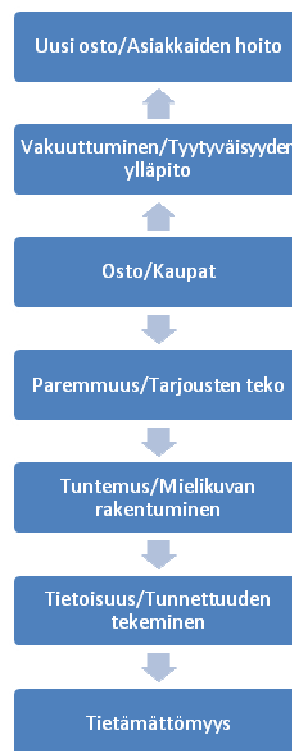 Uusi osto/Asiakkaiden hoito
Vakuuttuminen/Tyytyväisyyden
ylläpito
Osto/Kaupat
Paremmuus/Tarjousten teko
Tuntemus/Mielikuvan
rakentuminen
Tietoisuus/Tunnettuuden
tekeminen
Tietämättömyys